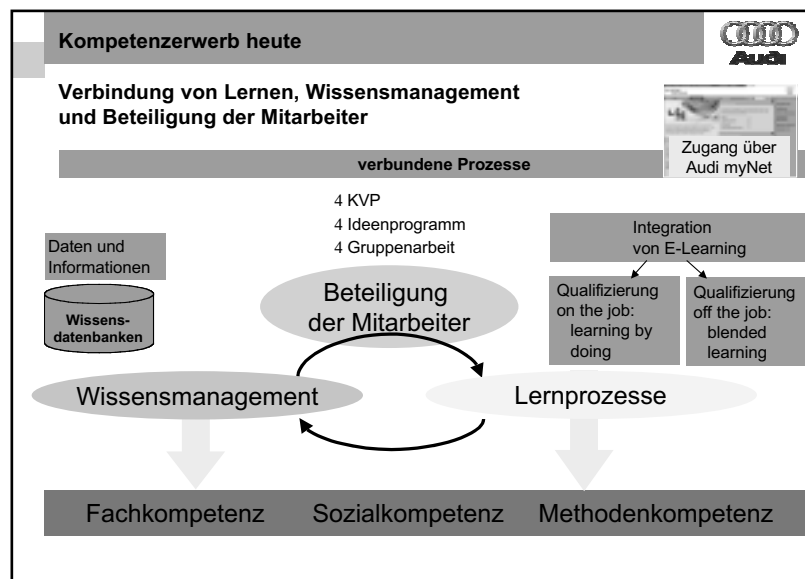 Kompetenzerwerb heute
Audi
Verbindung von Lernen, Wissensmanagement
und Beteiligung der Mitarbeiter
Zugang über
Audi myNet
verbundene Prozesse
4 KVP
4 Ideenprogramm
4 Gruppenarbeit
Daten und
Informationen
Wissens-
datenbanken
Integration
von E-Learning
Qualifizierung
on the job:
learning by
doing
Qualifizierung
off the job:
blended
learning
Beteiligung
der Mitarbeiter
Wissensmanagement
Lernprozesse
Fachkompetenz Sozialkompetenz Methodenkompetenz